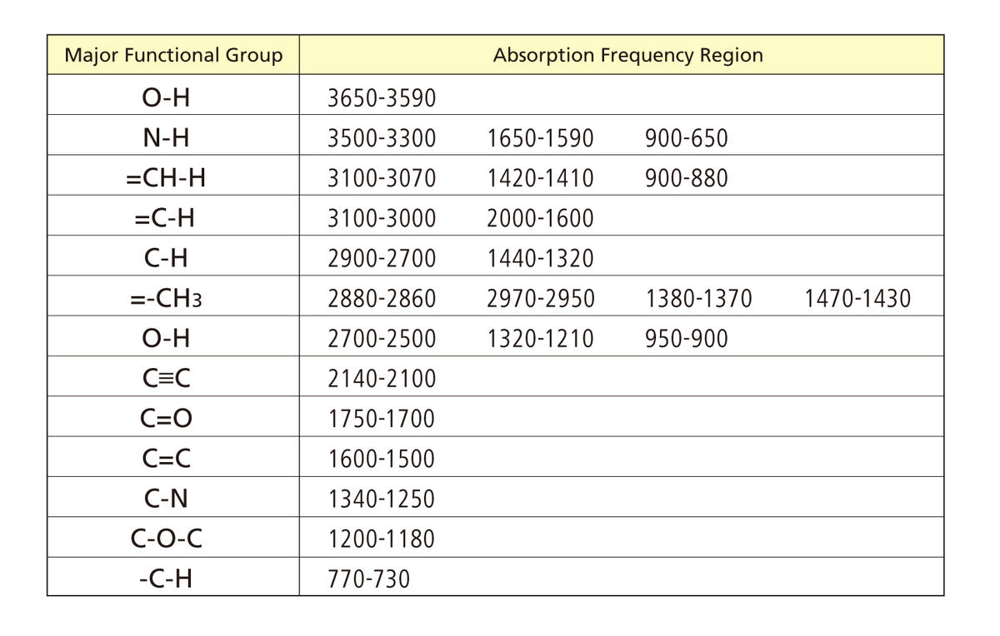 Major Functional Group Absorption Frequency Region
O-H 3650-3590
N-H 3500-3300 1650-1590 900-650
=CH-H 3100-3070 1420-1410 900-880
=C-H 3100-3000 2000-1600
C-H 2900-2700 1440-1320
=-CH3 2880-2860 2970-2950 1380-1370 1470-1430
O-H 2700-2500 1320-1210 950-900
C≡C 2140-2100
C=O 1750-1700
C=C 1600-1500
C-N 1340-1250
C-O-C 1200-1180
-C-H 770-730